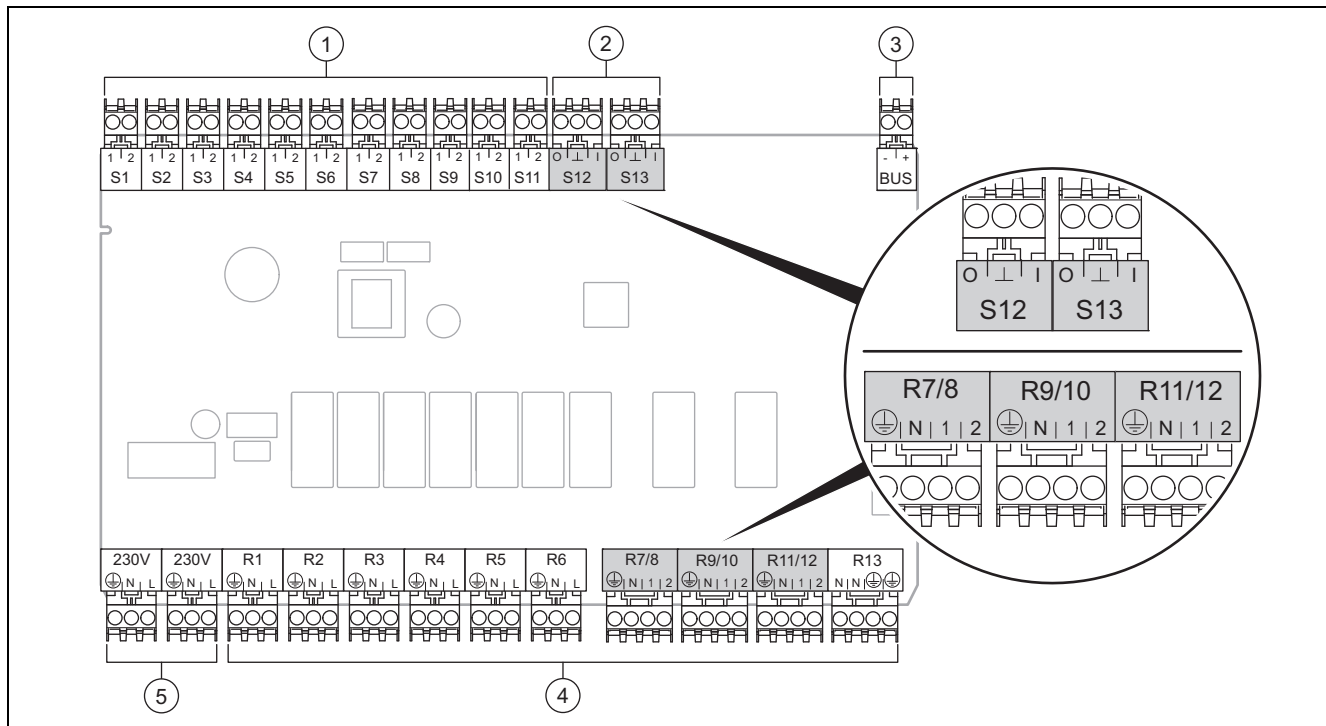 1 2 3
1 2 1 2 1 2 1 2 1 2 1 2 1 2 1 2 1 2 1 2 1 2 O ⊥ I O ⊥ I - +
S1 S2 S3 S4 S5 S6 S7 S8 S9 S10 S11 S12 S13 BUS
O ⊥ I O ⊥ I
S12 S13
R7/8 R9/10 R11/12
N 1 2 N 1 2 N 1 2
230V 230V R1 R2 R3 R4 R5 R6 R7/8 R9/10 R11/12 R13
N L N L N L N L N L N L N L N L N 1 2 N 1 2 N 1 2 N N
5 4